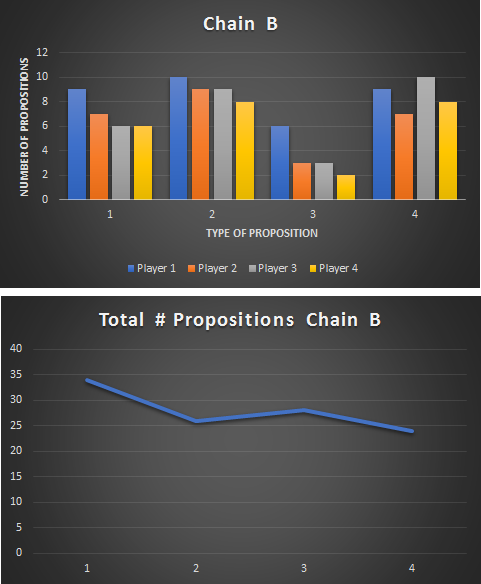 Chain B
NUMBER OF PROPOSITIONS
12
10
8
6
4
2
0
1 2 3 4
TYPE OF PROPOSITION
Player 1 Player 2 Player 3 Player 4
Total # Propositions Chain B
40
35
30
25
20
15
10
5
0
1 2 3 4